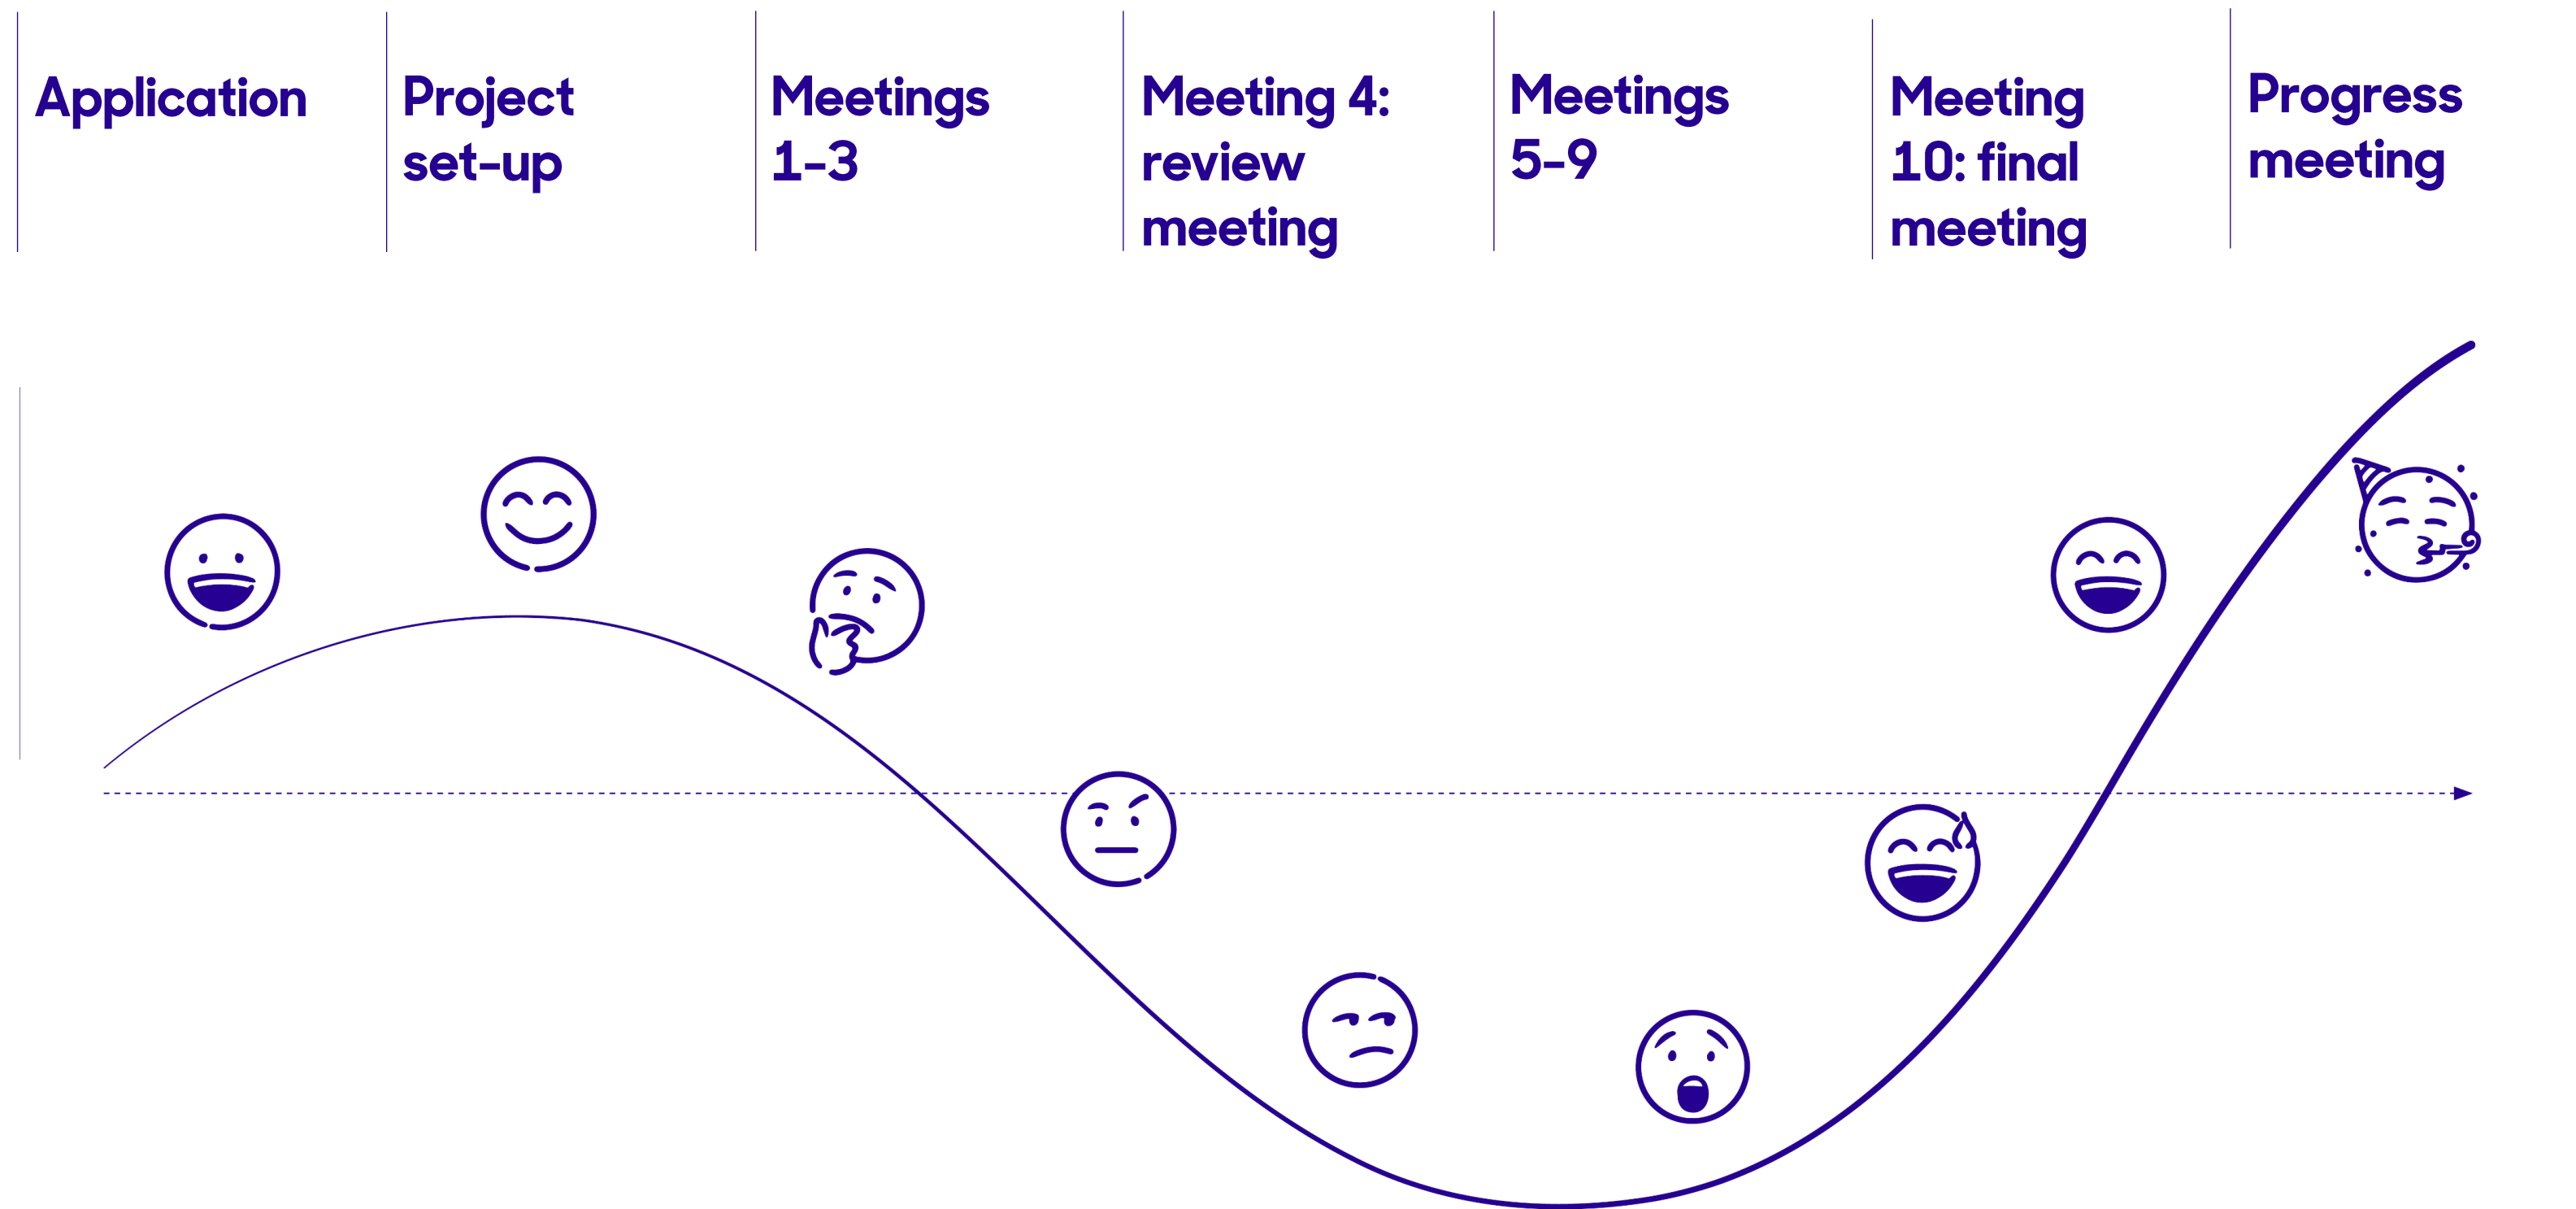 Application
Project
set-up
Meetings
1-3
Meeting 4:
review
meeting
Meetings
5-9
Meeting
10: final
meeting
Progress
meeting